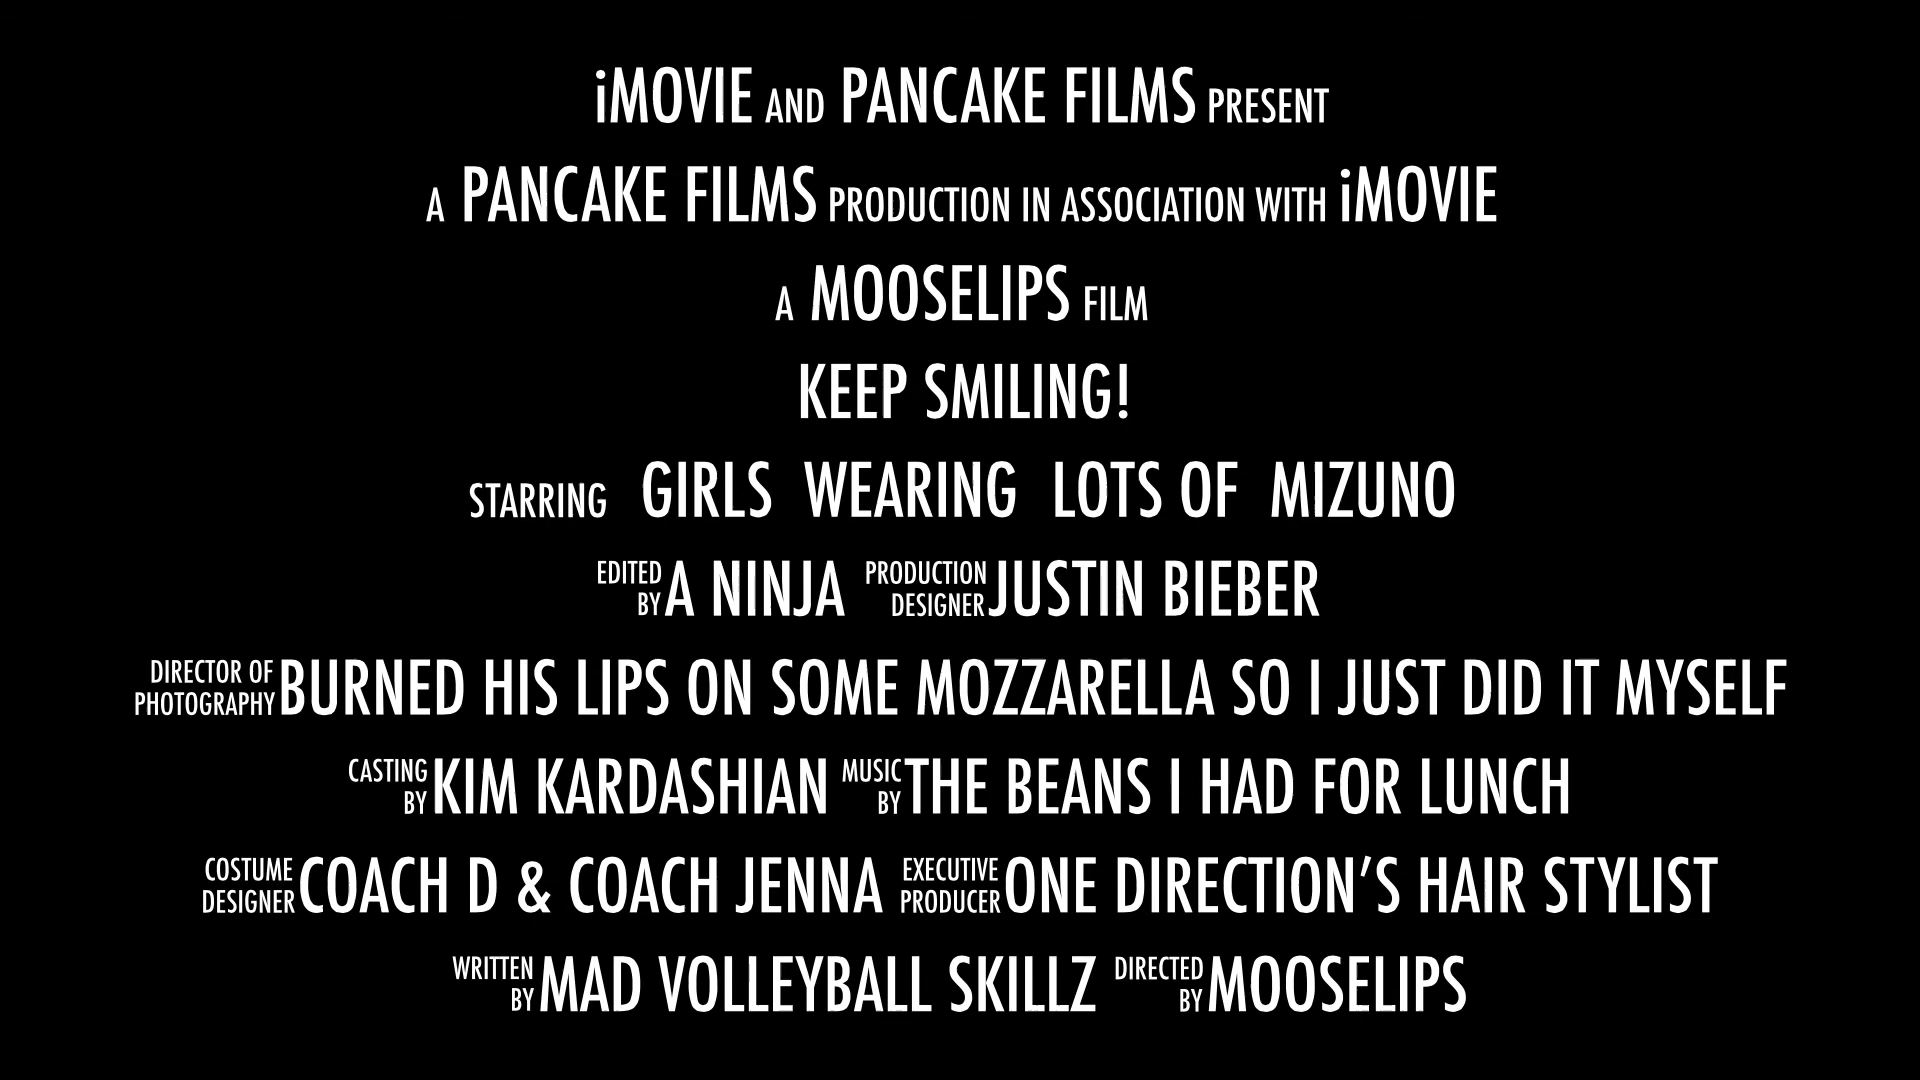 iMOVIE AND PANCAKE FILMS PRESENT
A PANCAKE FILMS PRODUCTION IN ASSOCIATION WITH iMOVIE
A MOOSELIPS FILM
KEEP SMILING!
STARRING GIRLS WEARING LOTS OF MIZUNO
EDITED BY A NINJA PRODUCTION DESIGNER JUSTIN BIEBER
DIRECTOR OF PHOTOGRAPHY BURNED HIS LIPS ON SOME MOZZARELLA SO I JUST DID IT MYSELF
CASTING BY KIM KARDASHIAN MUSIC BY THE BEANS I HAD FOR LUNCH
COSTUME DESIGNER COACH D & COACH JENNA EXECUTIVE PRODUCER ONE DIRECTION'S HAIR STYLIST
WRITTEN BY MAD VOLLEYBALL SKILLZ DIRECTED BY MOOSELIPS